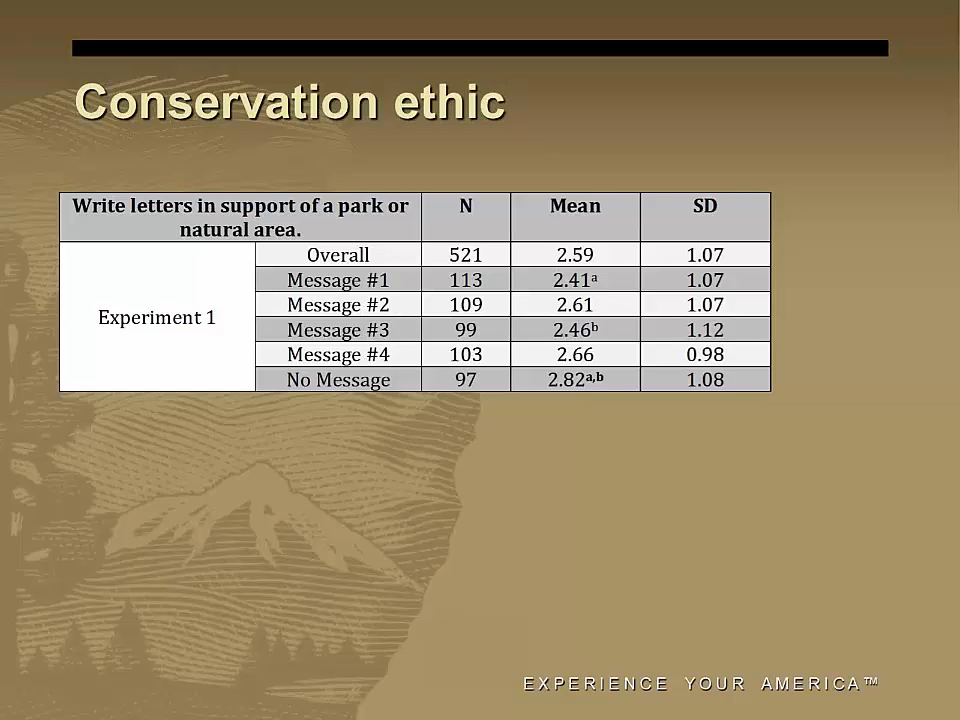 Conservation ethic
Write letters in support of a park or natural area. N Mean SD
Experiment 1
Overall 521 2.59 1.07
Message #1 113 2.41ᵃ 1.07
Message #2 109 2.61 1.07
Message #3 99 2.46ᵇ 1.12
Message #4 103 2.66 0.98
No Message 97 2.82ᵃ,ᵇ 1.08
EXPERIENCE YOUR AMERICA™